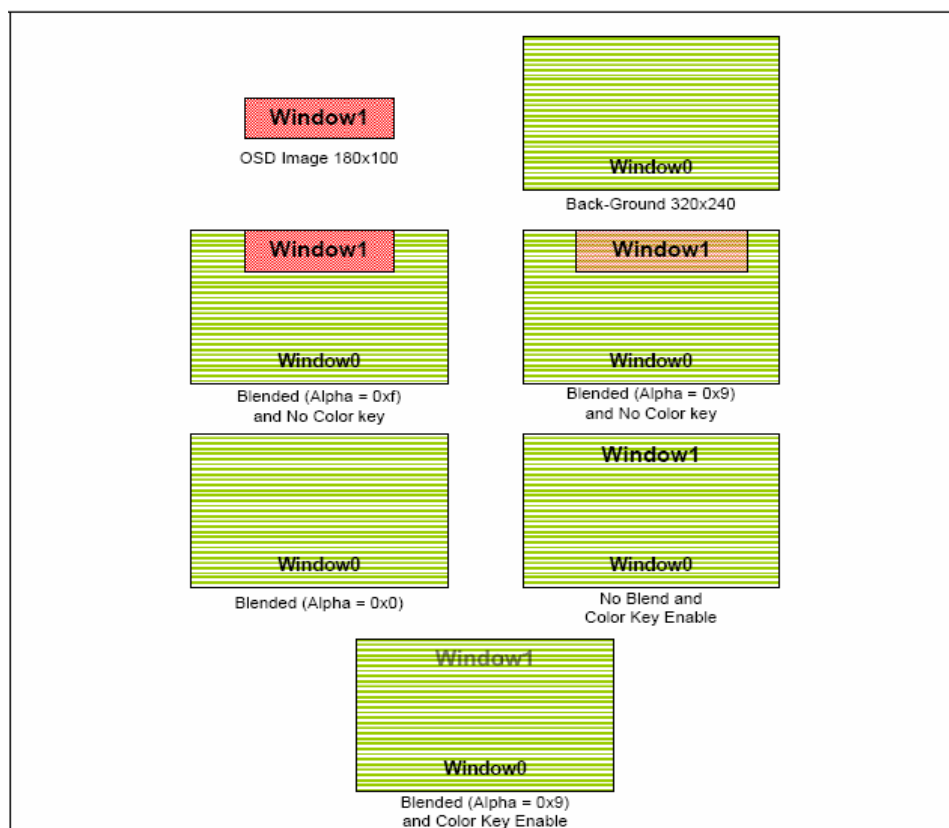 Window1
OSD Image 180x100
Window0
Back-Ground 320x240
Window1
Window0
Blended (Alpha = 0xf)
and No Color key
Window1
Window0
Blended (Alpha = 0x9)
and No Color key
Window0
Blended (Alpha = 0x0)
Window1
Window0
No Blend and
Color Key Enable
Window1
Window0
Blended (Alpha = 0x9)
and Color Key Enable